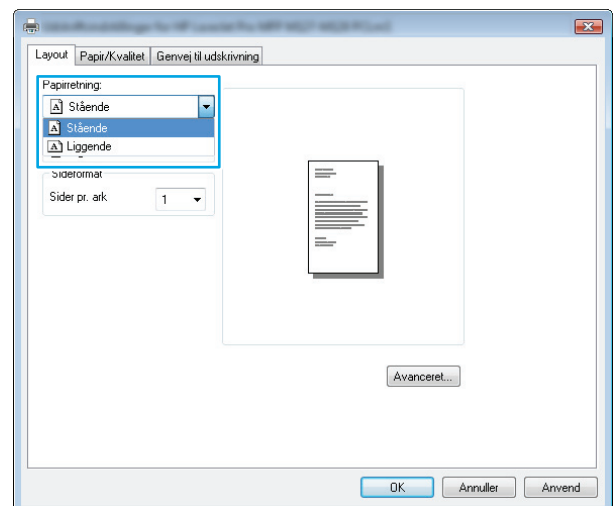 Layout Papir/Kvalitet Genvej til udskrivning
Papirretning:
Stående
Stående
Liggende
Sideformat
Sider pr. ark 1
Avanceret...
OK Annuller Anvend